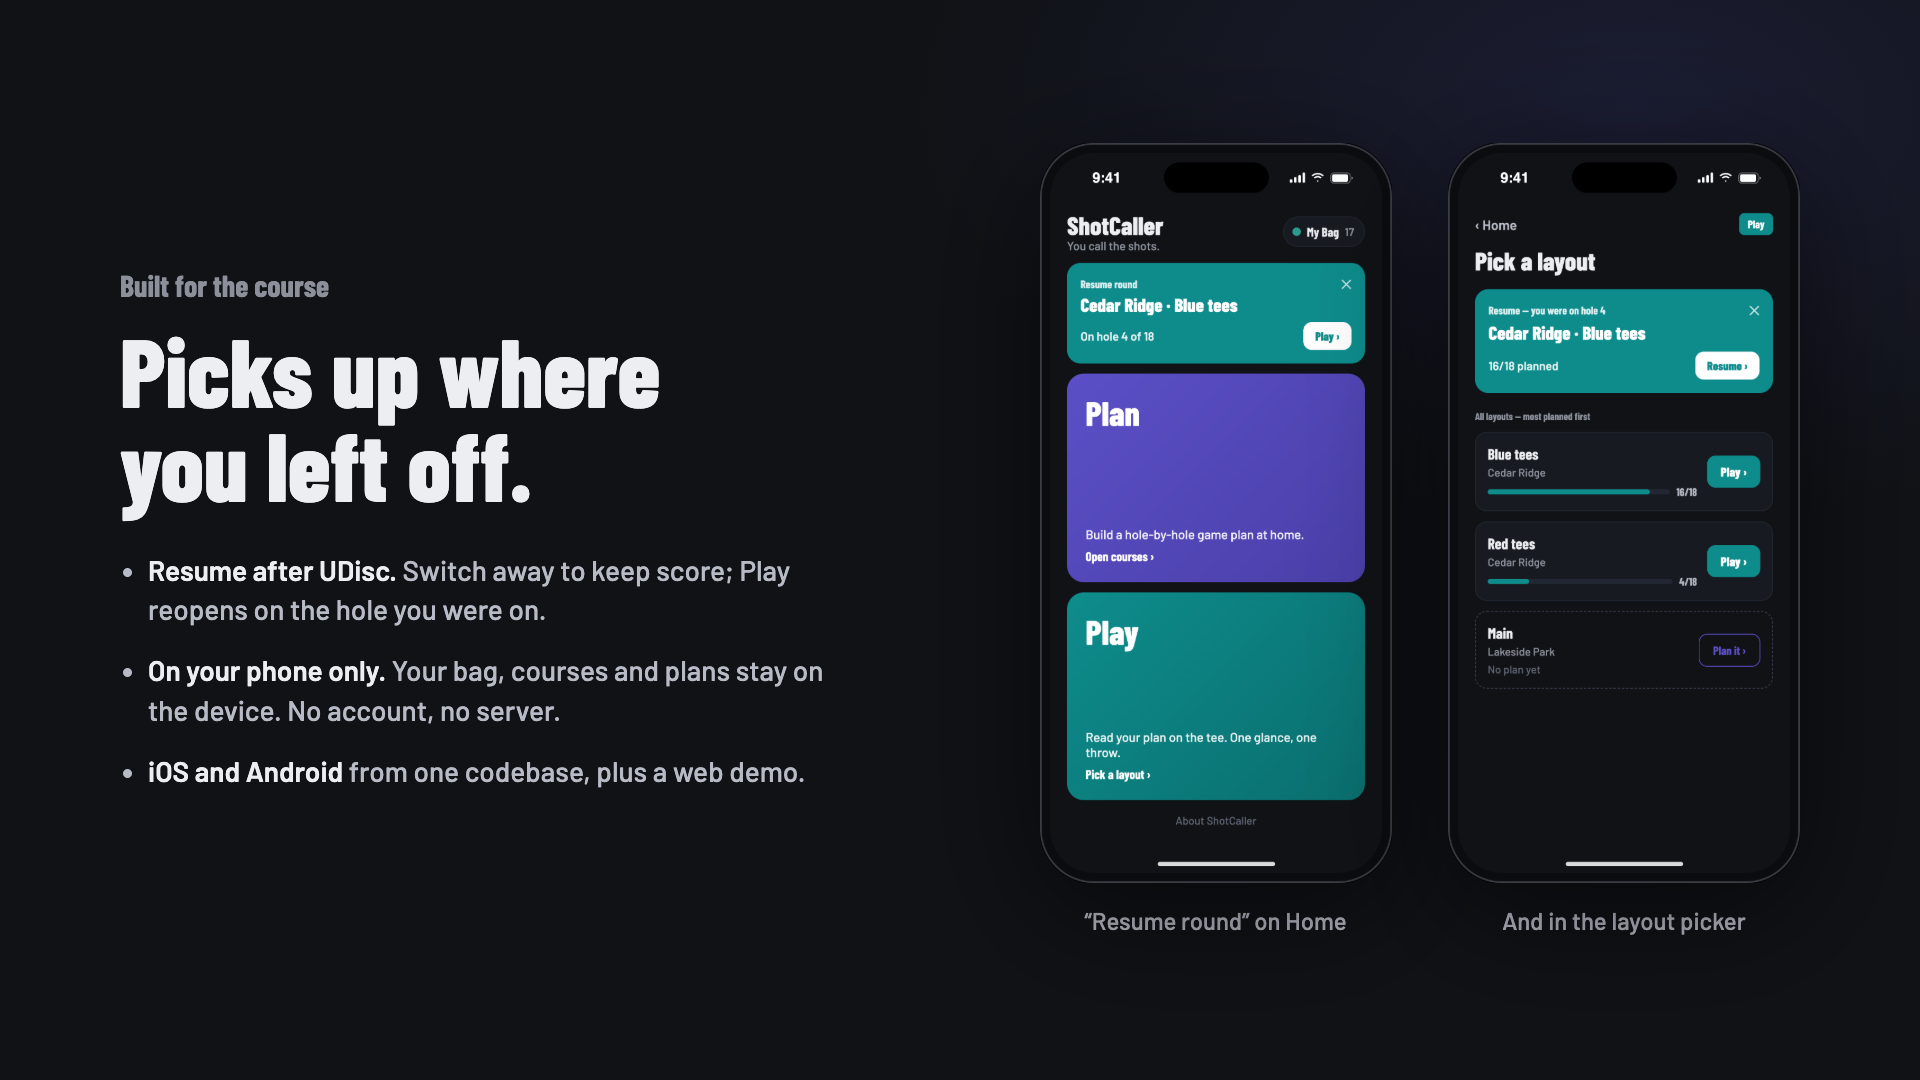 Built for the course
Picks up where
you left off.
• Resume after UDisc. Switch away to keep score; Play
reopens on the hole you were on.
• On your phone only. Your bag, courses and plans stay on
the device. No account, no server.
• iOS and Android from one codebase, plus a web demo.
9:41
ShotCaller
You call the shots.
My Bag 17
Resume round
Cedar Ridge · Blue tees
On hole 4 of 18
Play ›
Plan
Build a hole-by-hole game plan at home.
Open courses ›
Play
Read your plan on the tee. One glance, one
throw.
Pick a layout ›
About ShotCaller
“Resume round” on Home
9:41
‹ Home
Play
Pick a layout
Resume – you were on hole 4
Cedar Ridge · Blue tees
16/18 planned
Resume ›
All layouts – most planned first
Blue tees
Cedar Ridge
16/18
Play ›
Red tees
Cedar Ridge
4/18
Play ›
Main
Lakeside Park
No plan yet
Plan it ›
And in the layout picker